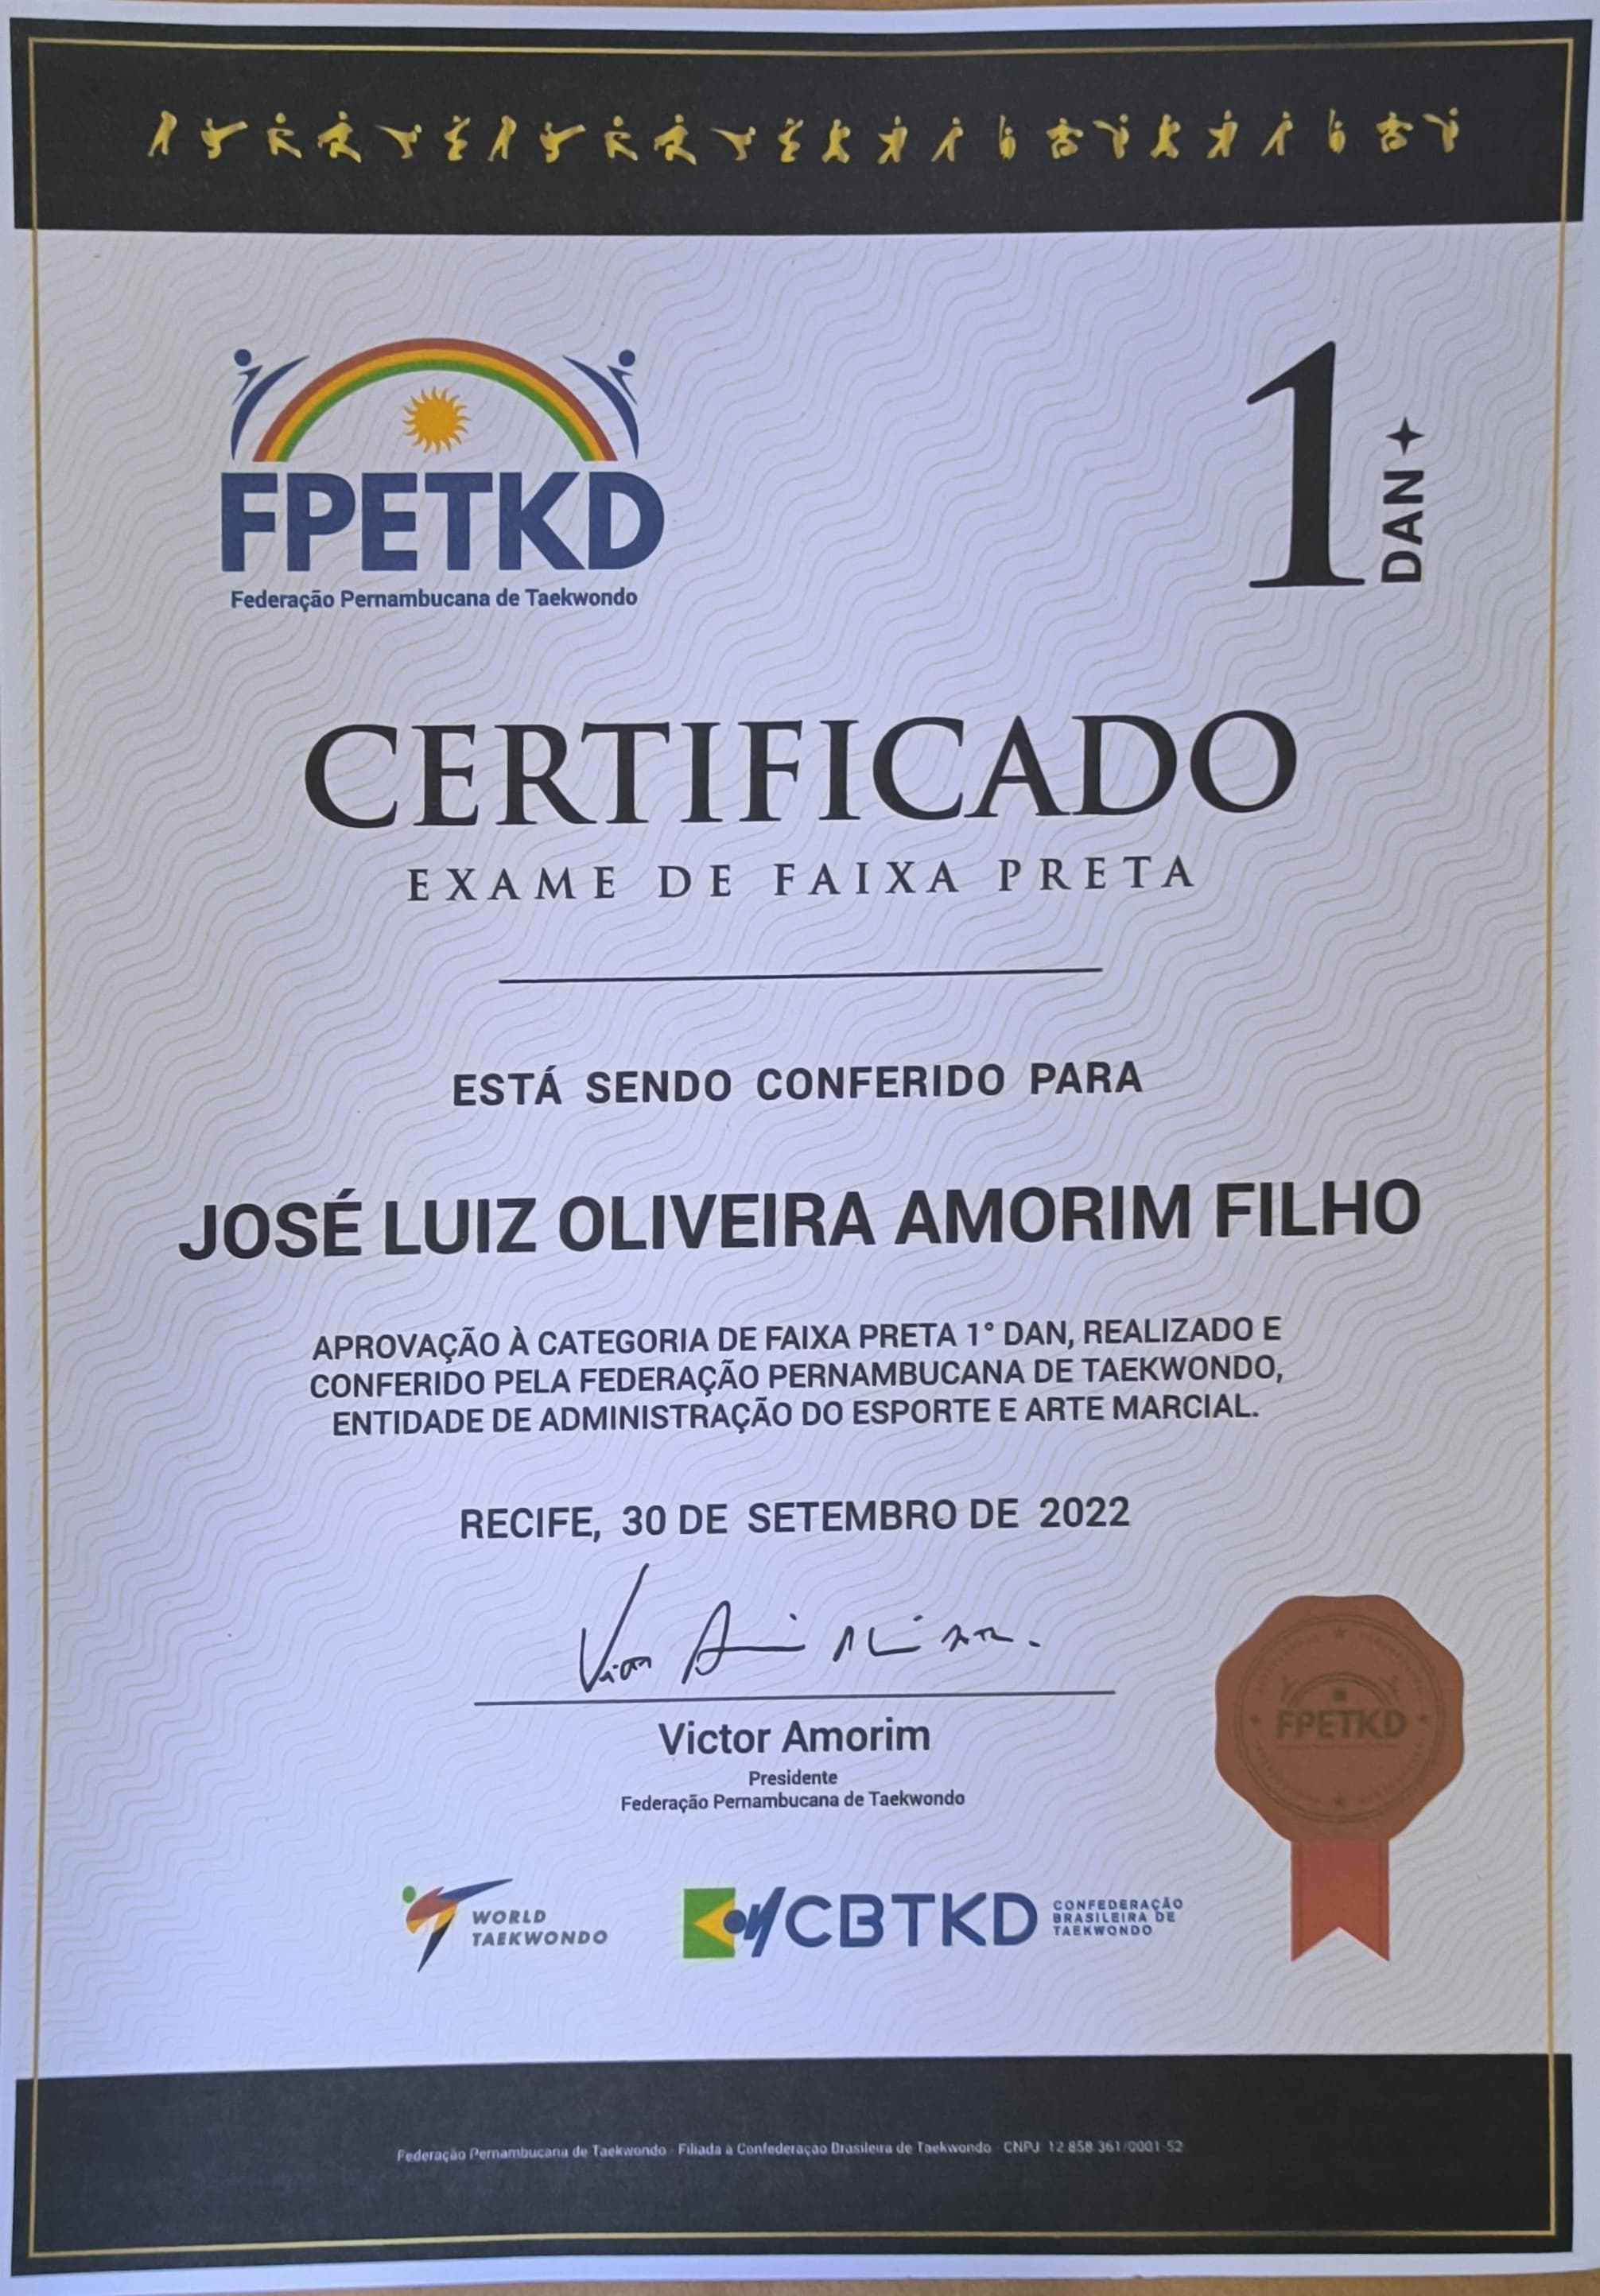 FPETKD
Federação Pernambucana de Taekwondo
1
DAN
CERTIFICADO
EXAME DE FAIXA PRETA
ESTÁ SENDO CONFERIDO PARA
JOSÉ LUIZ OLIVEIRA AMORIM FILHO
APROVAÇÃO À CATEGORIA DE FAIXA PRETA 1° DAN, REALIZADO E
CONFERIDO PELA FEDERAÇÃO PERNAMBUCANA DE TAEKWONDO,
ENTIDADE DE ADMINISTRAÇÃO DO ESPORTE E ARTE MARCIAL.
RECIFE, 30 DE SETEMBRO DE 2022
Victor Amorim
Presidente
Federação Pernambucana de Taekwondo
FPETKD
WORLD
TAEKWONDO
CBTKD
CONFEDERAÇÃO
BRASILEIRA DE
TAEKWONDO
Federação Pernambucana de Taekwondo - Filiada à Confederação Brasileira de Taekwondo - CNPJ: 12.858.361/0001-52